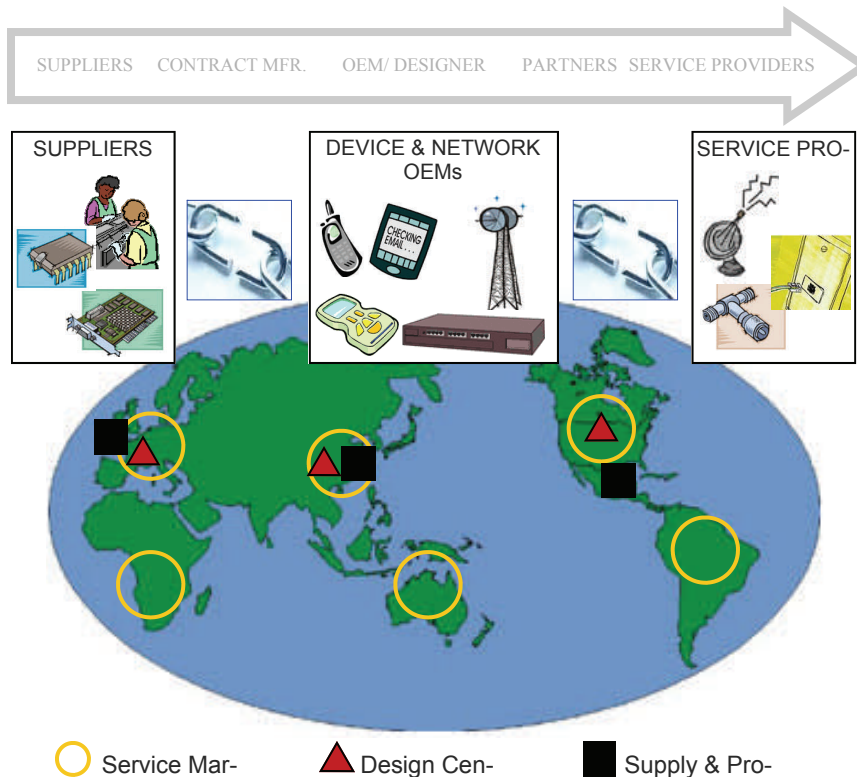 SUPPLIERS CONTRACT MFR. OEM/ DESIGNER PARTNERS SERVICE PROVIDERS
SUPPLIERS
DEVICE & NETWORK
OEMs
SERVICE PRO-
CHECKING
EMAIL...
Service Mar-
Design Cen-
Supply & Pro-